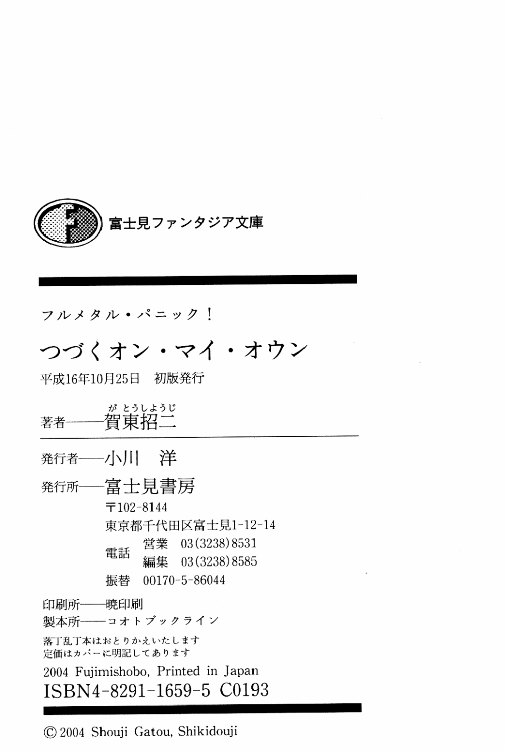 F 富士見ファンタジア文庫
フルメタル・パニック！
つづくオン・マイ・オウン
平成16年10月25日　初版発行
がとうしょうじ
著者──賀東招二
発行者──小川　洋
発行所──富士見書房
〒102-8144
東京都千代田区富士見1-12-14
電話　営業　03(3238)8531
編集　03(3238)8585
振替　00170-5-86044
印刷所──暁印刷
製本所──コオトブックライン
落丁乱丁本はおとりかえいたします
定価はカバーに明記してあります
2004 Fujimishobo, Printed in Japan
ISBN4-8291-1659-5 C0193
©2004 Shouji Gatou, Shikidouji